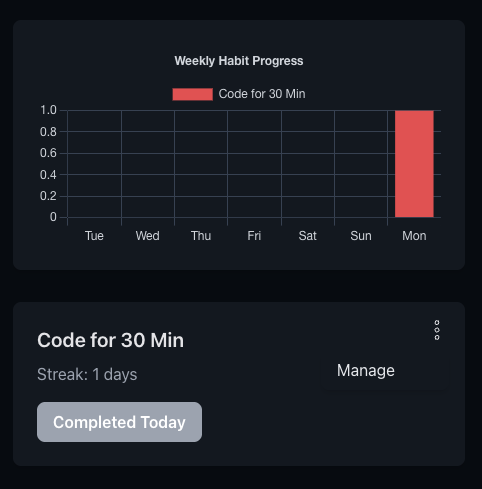 Weekly Habit Progress
Code for 30 Min
1.0
0.8
0.6
0.4
0.2
0
Tue Wed Thu Fri Sat Sun Mon
Code for 30 Min
Streak: 1 days
Manage
Completed Today